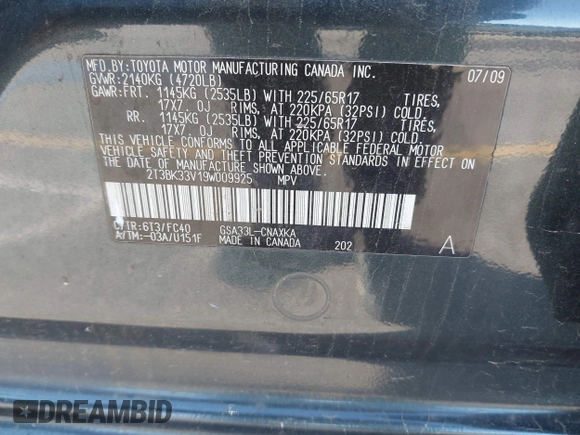 MFD.BY:TOYOTA MOTOR MANUFACTURING CANADA INC. 07/09
GVWR:2140KG (4720LB)
GAWR:FRT. 1145KG (2535LB) WITH 225/65R17 TIRES,
17X7 OJ RIMS, AT 220KPA (32PSI) COLD.
RR. 1145KG (2535LB) WITH 225/65R17 TIRES,
17X7 OJ RIMS, AT 220KPA (32PSI) COLD.
THIS VEHICLE CONFORMS TO ALL APPLICABLE FEDERAL MOTOR
VEHICLE SAFETY AND THEFT PREVENTION STANDARDS IN EFFECT ON
THE DATE OF MANUFACTURE SHOWN ABOVE.
2T3BK33V19W009925 MPV
C/TR:6T3/FC40 GSA33L-CNAXKA
A/TM:-03A/U151F MADE IN CANADA 202 A
DREAMBID